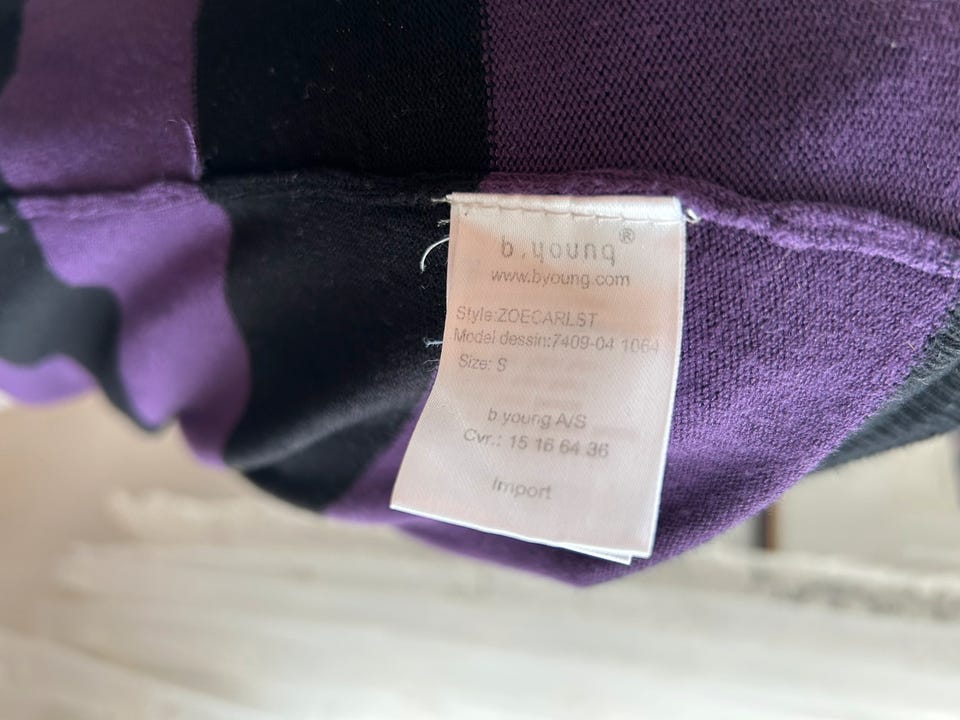 b.young®
www.byoung.com
Style:ZOECARLST
Model dessin:7409-04 1064
Size: S
b young A/S
Cvr.: 15 16 64 36
Import